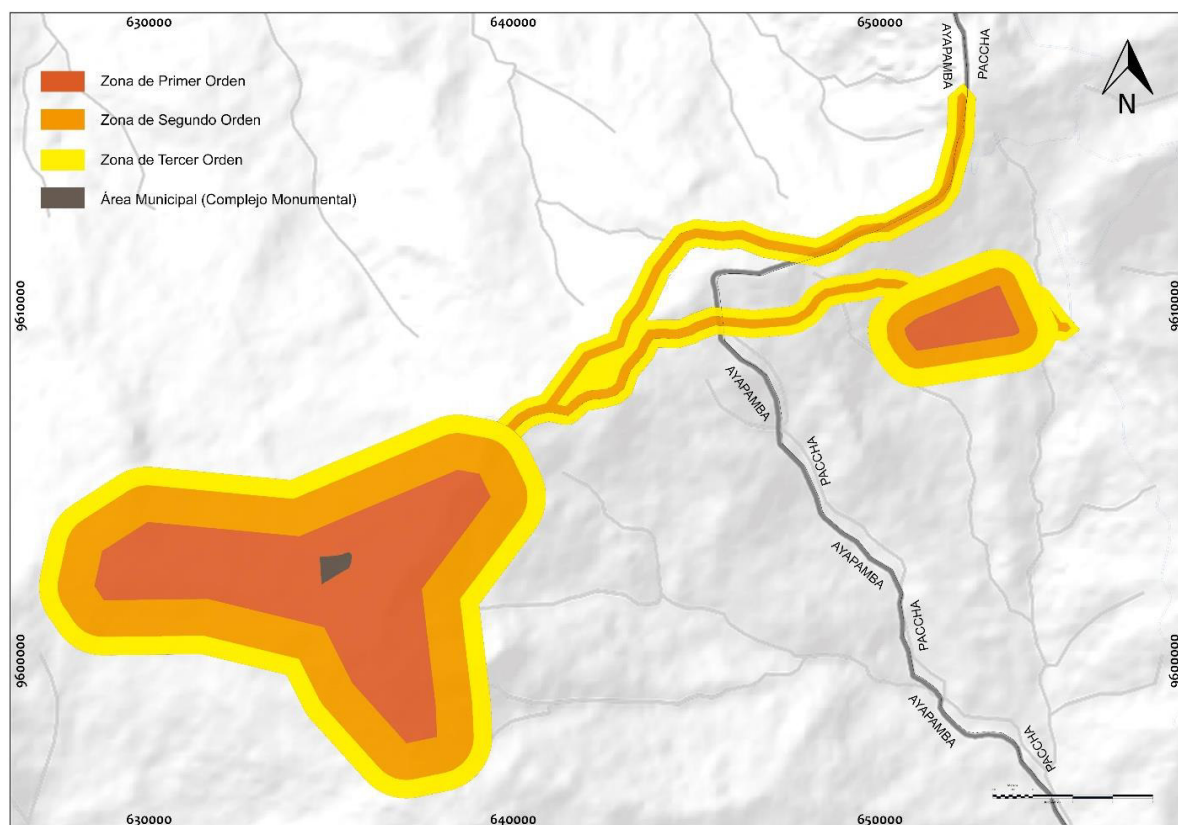 630000
640000
650000
AYAPAMBA
PACCHA
Zona de Primer Orden
Zona de Segundo Orden
Zona de Tercer Orden
Área Municipal (Complejo Monumental)
N
9610000
9610000
AYAPAMBA
PACCHA
AYAPAMBA
PACCHA
9600000
9600000
AYAPAMBA
PACCHA
630000
640000
650000